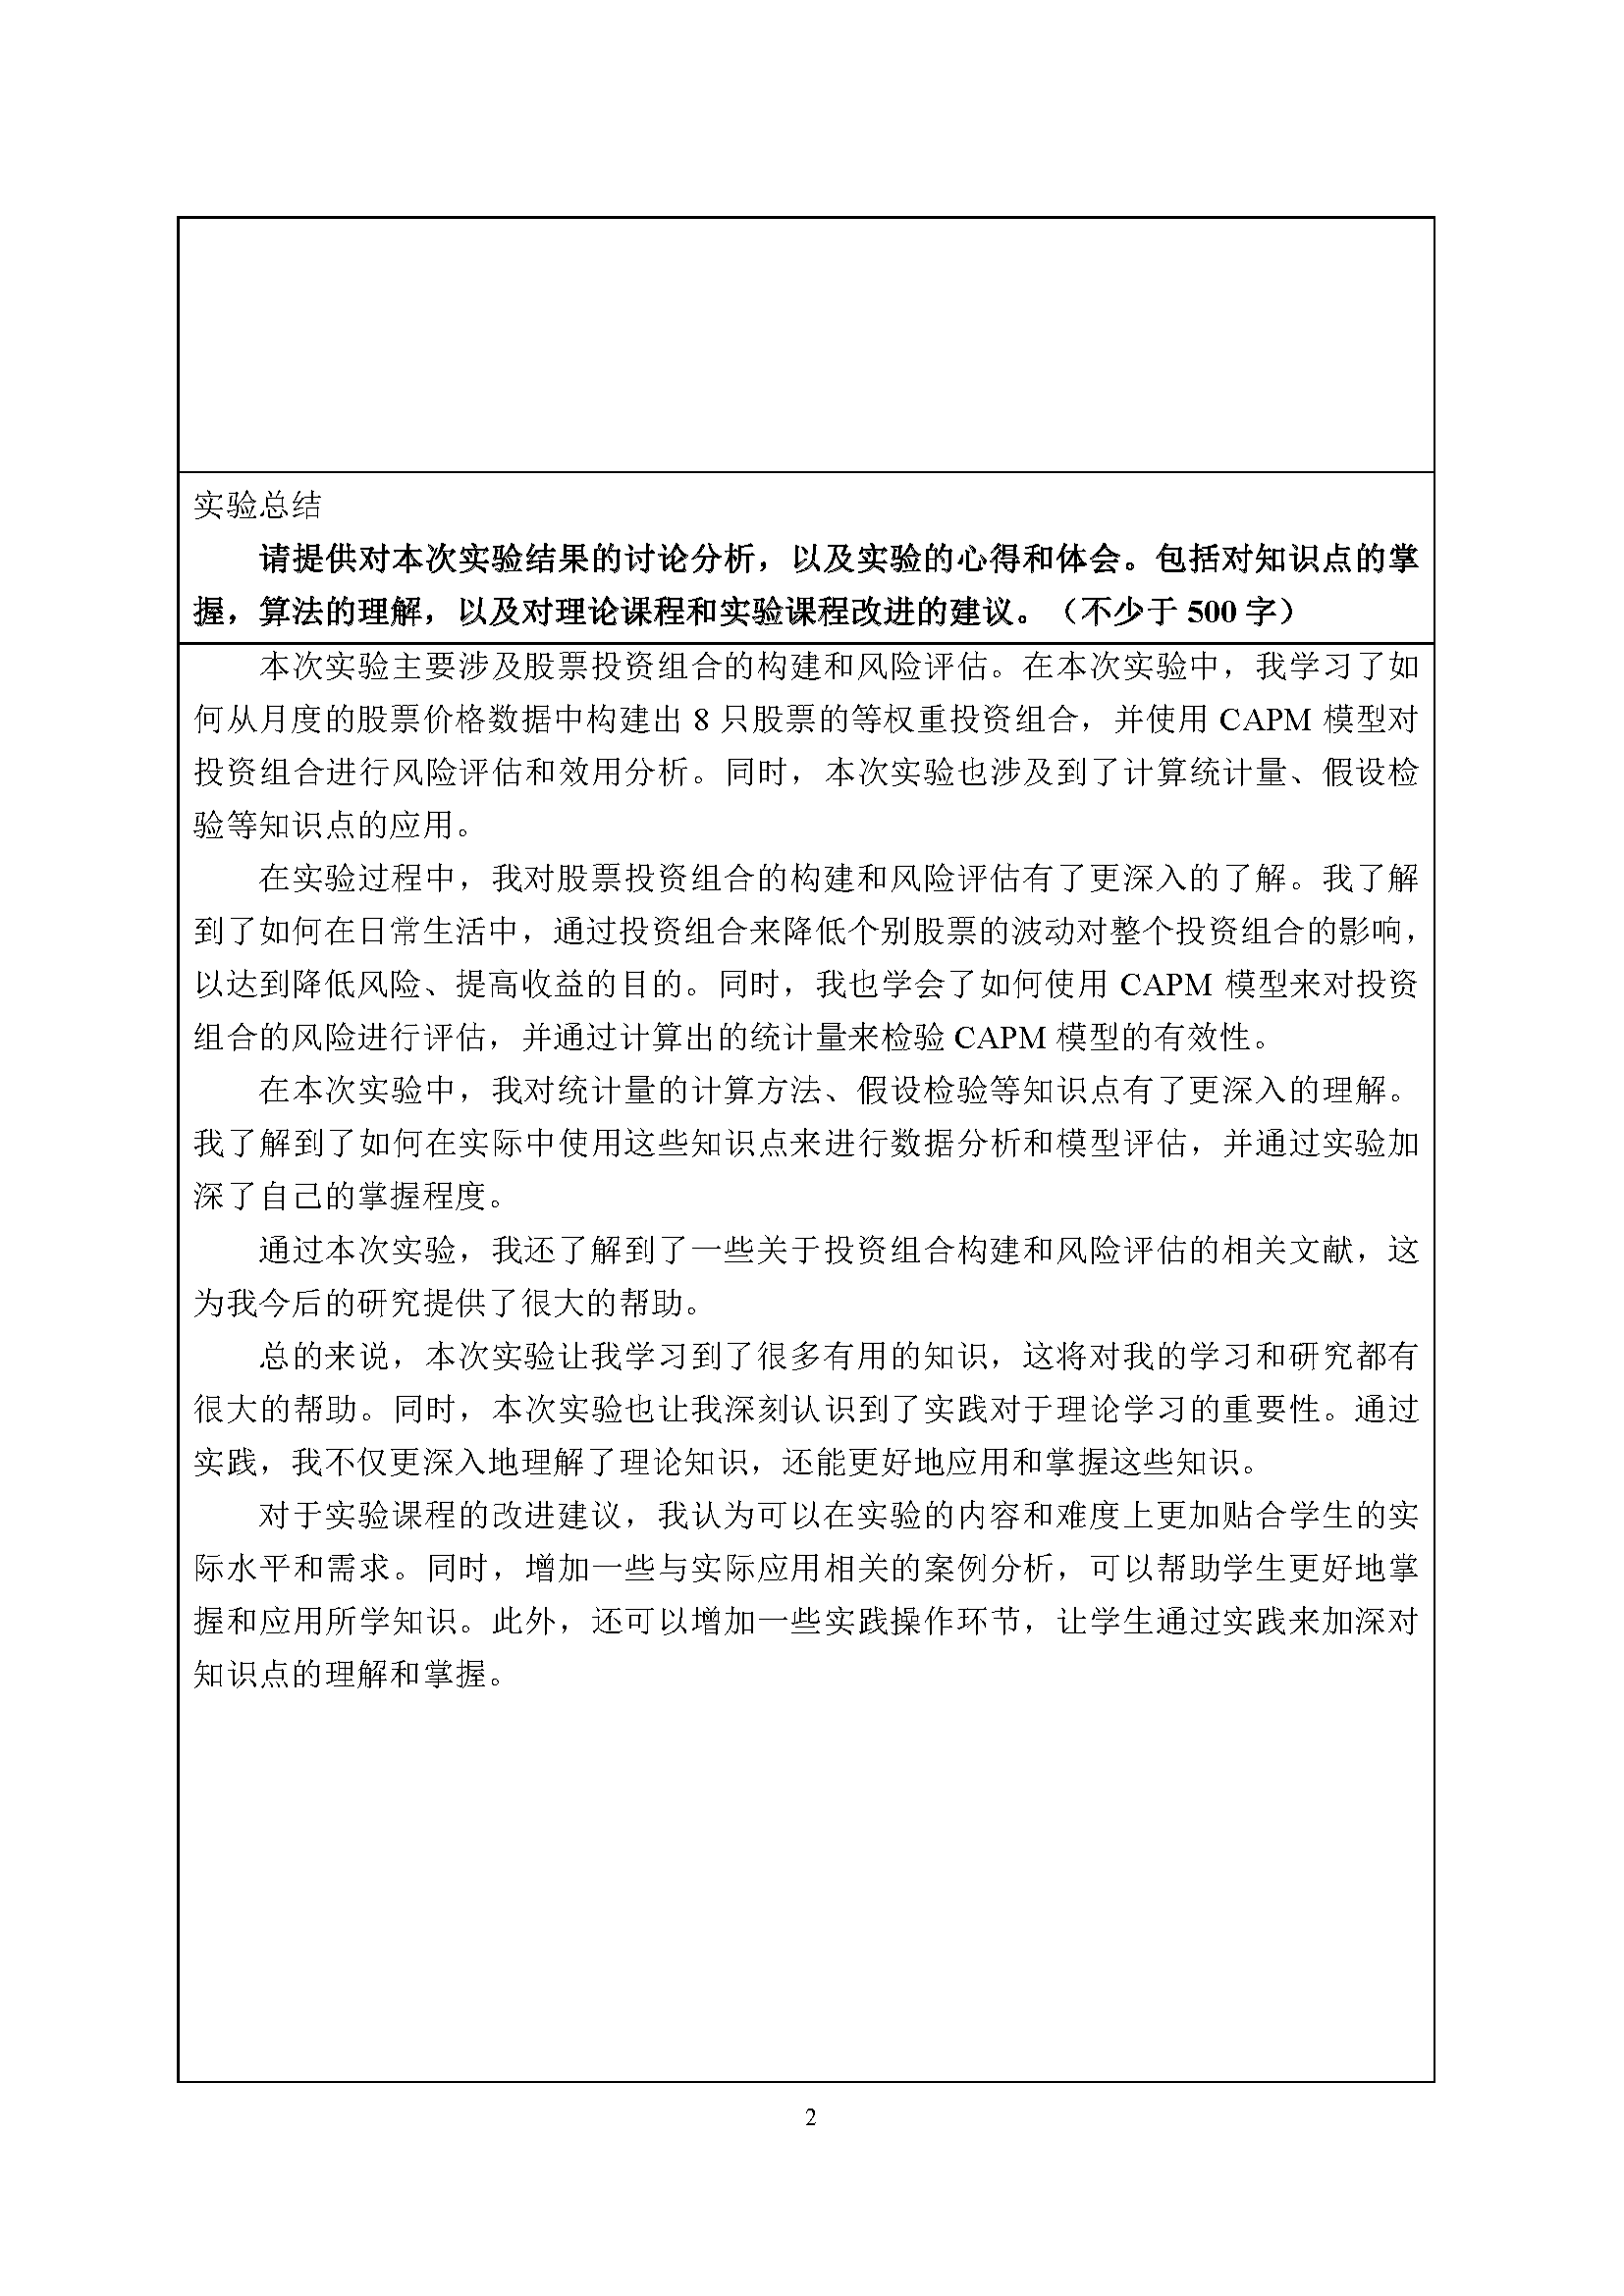 实验总结
请提供对本次实验结果的讨论分析，以及实验的心得和体会。包括对知识点的掌
握，算法的理解，以及对理论课程和实验课程改进的建议。（不少于 500 字）
本次实验主要涉及股票投资组合的构建和风险评估。在本次实验中，我学习了如
何从月度的股票价格数据中构建出 8 只股票的等权重投资组合，并使用 CAPM 模型对
投资组合进行风险评估和效用分析。同时，本次实验也涉及到了计算统计量、假设检
验等知识点的应用。
在实验过程中，我对股票投资组合的构建和风险评估有了更深入的了解。我了解
到了如何在日常生活中，通过投资组合来降低个别股票的波动对整个投资组合的影响，
以达到降低风险、提高收益的目的。同时，我也学会了如何使用 CAPM 模型来对投资
组合的风险进行评估，并通过计算出的统计量来检验 CAPM 模型的有效性。
在本次实验中，我对统计量的计算方法、假设检验等知识点有了更深入的理解。
我了解到了如何在实际中使用这些知识点来进行数据分析和模型评估，并通过实验加
深了自己的掌握程度。
通过本次实验，我还了解到了一些关于投资组合构建和风险评估的相关文献，这
为我今后的研究提供了很大的帮助。
总的来说，本次实验让我学习到了很多有用的知识，这将对我的学习和研究都有
很大的帮助。同时，本次实验也让我深刻认识到了实践对于理论学习的重要性。通过
实践，我不仅更深入地理解了理论知识，还能更好地应用和掌握这些知识。
对于实验课程的改进建议，我认为可以在实验的内容和难度上更加贴合学生的实
际水平和需求。同时，增加一些与实际应用相关的案例分析，可以帮助学生更好地掌
握和应用所学知识。此外，还可以增加一些实践操作环节，让学生通过实践来加深对
知识点的理解和掌握。
2